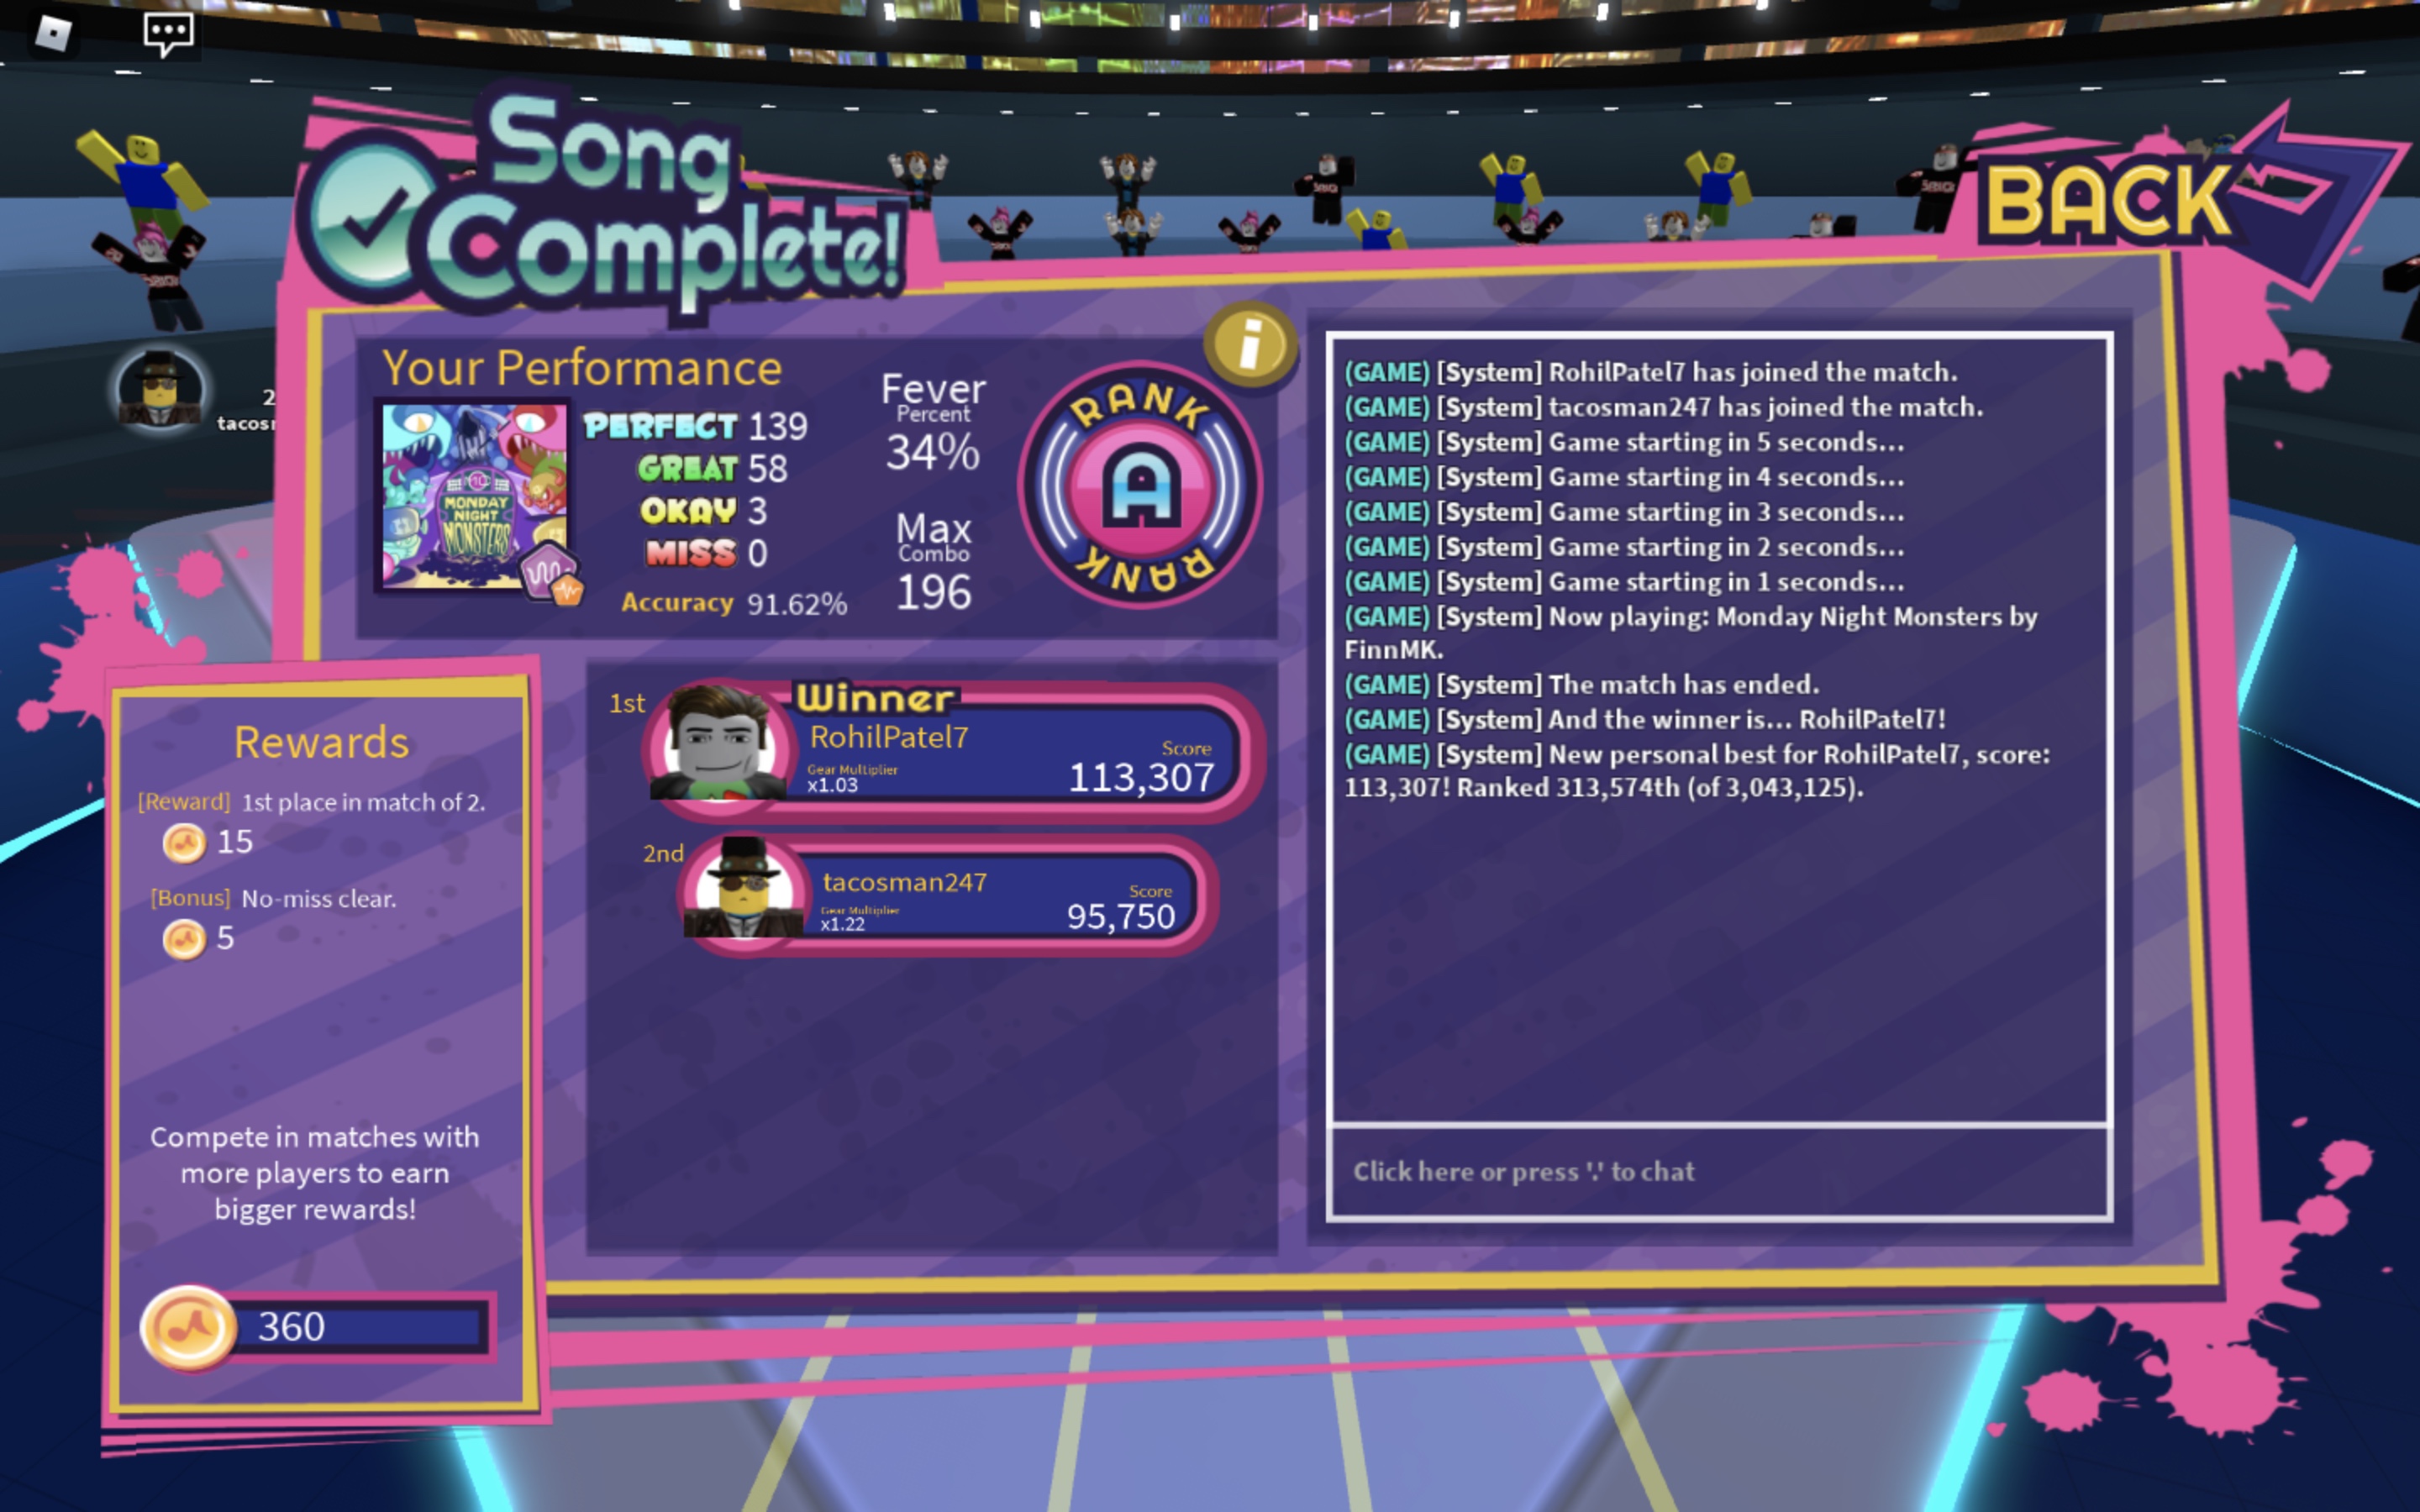 Song
Complete!
BACK
Your Performance
PERFECT 139
GREAT 58
OKAY 3
MISS 0
Accuracy 91.62%
Fever
Percent
34%
Max
Combo
196
RANK
A
RANK
i
MONDAY
NIGHT
MONSTERS
2
tacosr
Rewards
[Reward] 1st place in match of 2.
15
[Bonus] No-miss clear.
5
Compete in matches with
more players to earn
bigger rewards!
360
1st
Winner
RohilPatel7
Gear Multiplier
x1.03
Score
113,307
2nd
tacosman247
Gear Multiplier
x1.22
Score
95,750
(GAME) [System] RohilPatel7 has joined the match.
(GAME) [System] tacosman247 has joined the match.
(GAME) [System] Game starting in 5 seconds...
(GAME) [System] Game starting in 4 seconds...
(GAME) [System] Game starting in 3 seconds...
(GAME) [System] Game starting in 2 seconds...
(GAME) [System] Game starting in 1 seconds...
(GAME) [System] Now playing: Monday Night Monsters by
FinnMK.
(GAME) [System] The match has ended.
(GAME) [System] And the winner is... RohilPatel7!
(GAME) [System] New personal best for RohilPatel7, score:
113,307! Ranked 313,574th (of 3,043,125).
Click here or press '.' to chat